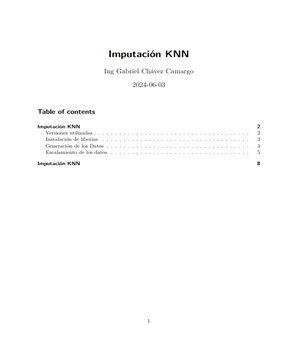 Imputación KNN
Ing Gabriel Chávez Camargo
2024-06-03
Table of contents
Imputación KNN 2
Versiones utilizadas . . . . . . . . . . . . . . . . . . . . . . . . . . . . . . . . 2
Instalación de librerias . . . . . . . . . . . . . . . . . . . . . . . . . . . . . . 3
Generación de los Datos . . . . . . . . . . . . . . . . . . . . . . . . . . . . . 3
Escalamiento de los datos . . . . . . . . . . . . . . . . . . . . . . . . . . . . 5
Imputación KNN 8
1